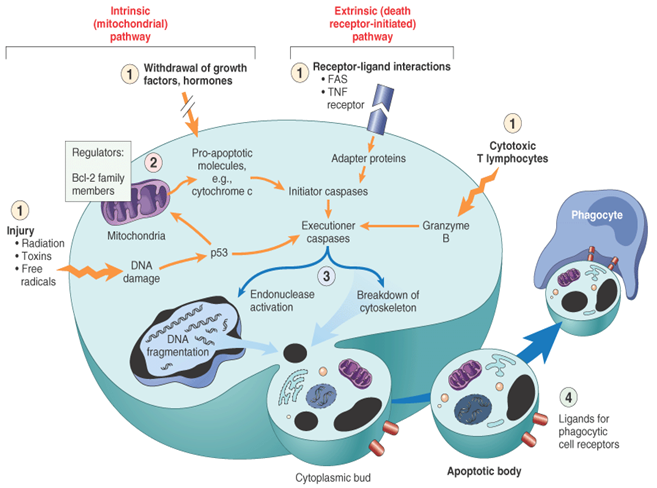 Intrinsic
(mitochondrial)
pathway
Extrinsic (death
receptor-initiated)
pathway
1
Withdrawal of growth
factors, hormones
1
Receptor-ligand interactions
• FAS
• TNF
receptor
1
Cytotoxic
T lymphocytes
Regulators:
Bcl-2 family
members
2
Mitochondria
Pro-apoptotic
molecules,
e.g.,
cytochrome c
Adapter proteins
Initiator caspases
Executioner
caspases
Granzyme
B
Phagocyte
1
Injury
• Radiation
• Toxins
• Free
radicals
DNA
damage
p53
3
Endonuclease
activation
Breakdown of
cytoskeleton
DNA
fragmentation
4
Ligands for
phagocytic
cell receptors
Cytoplasmic bud
Apoptotic body